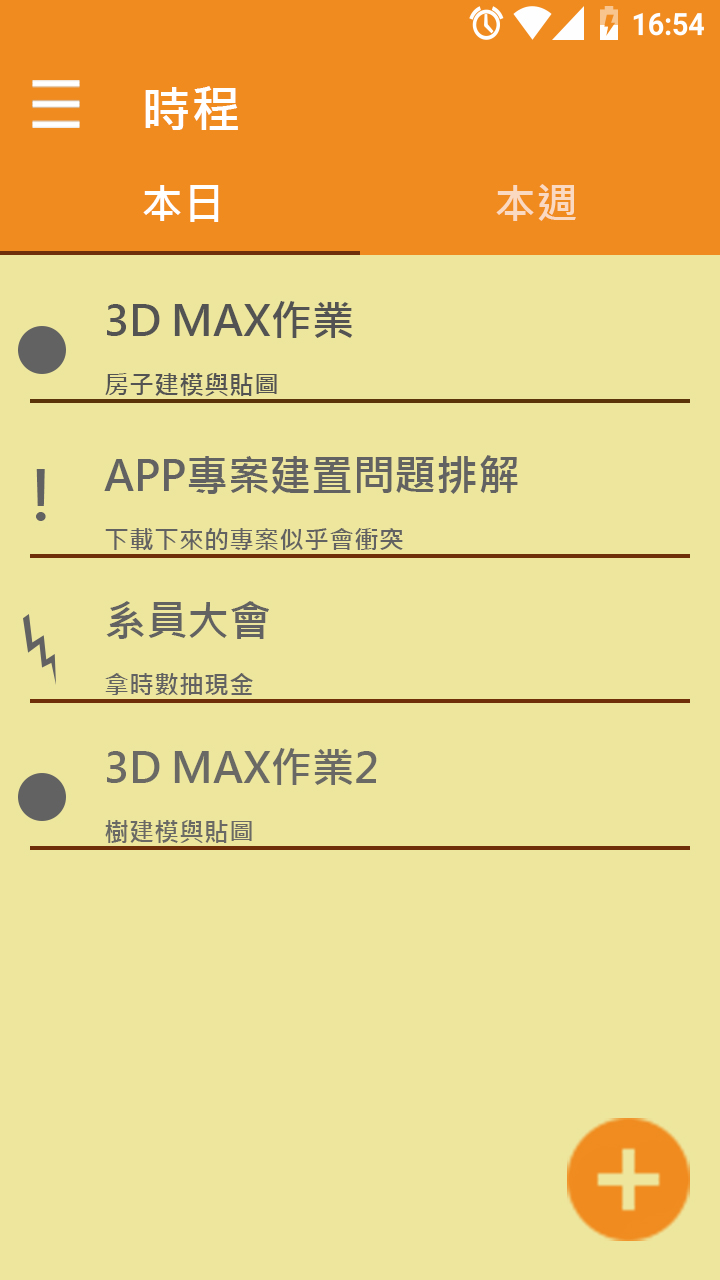 16:54
時程
本日
本週
3D MAX作業
房子建模與貼圖
APP專案建置問題排解
下載下來的專案似乎會衝突
系員大會
拿時數抽現金
3D MAX作業2
樹建模與貼圖